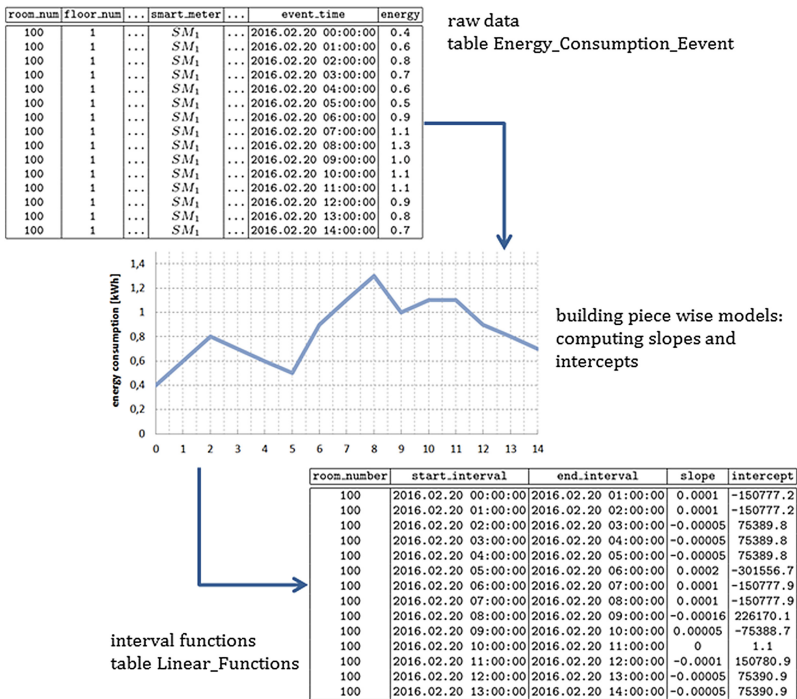 room_num floor_num ... smart_meter ... event_time energy
100 1 ... SM₁ ... 2016.02.20 00:00:00 0.4
100 1 ... SM₁ ... 2016.02.20 01:00:00 0.6
100 1 ... SM₁ ... 2016.02.20 02:00:00 0.8
100 1 ... SM₁ ... 2016.02.20 03:00:00 0.7
100 1 ... SM₁ ... 2016.02.20 04:00:00 0.6
100 1 ... SM₁ ... 2016.02.20 05:00:00 0.5
100 1 ... SM₁ ... 2016.02.20 06:00:00 0.9
100 1 ... SM₁ ... 2016.02.20 07:00:00 1.1
100 1 ... SM₁ ... 2016.02.20 08:00:00 1.3
100 1 ... SM₁ ... 2016.02.20 09:00:00 1.0
100 1 ... SM₁ ... 2016.02.20 10:00:00 1.1
100 1 ... SM₁ ... 2016.02.20 11:00:00 1.1
100 1 ... SM₁ ... 2016.02.20 12:00:00 0.9
100 1 ... SM₁ ... 2016.02.20 13:00:00 0.8
100 1 ... SM₁ ... 2016.02.20 14:00:00 0.7
raw data
table Energy_Consumption_Eevent
energy consumption [kWh]
1,4
1,2
1
0,8
0,6
0,4
0,2
0
0 1 2 3 4 5 6 7 8 9 10 11 12 13 14
building piece wise models:
computing slopes and
intercepts
room_number start_interval end_interval slope intercept
100 2016.02.20 00:00:00 2016.02.20 01:00:00 0.0001 -150777.2
100 2016.02.20 01:00:00 2016.02.20 02:00:00 0.0001 -150777.2
100 2016.02.20 02:00:00 2016.02.20 03:00:00 -0.00005 75389.8
100 2016.02.20 03:00:00 2016.02.20 04:00:00 -0.00005 75389.8
100 2016.02.20 04:00:00 2016.02.20 05:00:00 -0.00005 75389.8
100 2016.02.20 05:00:00 2016.02.20 06:00:00 0.0002 -301556.7
100 2016.02.20 06:00:00 2016.02.20 07:00:00 0.0001 -150777.9
100 2016.02.20 07:00:00 2016.02.20 08:00:00 0.0001 -150777.9
100 2016.02.20 08:00:00 2016.02.20 09:00:00 -0.00016 226170.1
100 2016.02.20 09:00:00 2016.02.20 10:00:00 0.00005 -75388.7
100 2016.02.20 10:00:00 2016.02.20 11:00:00 0 1.1
100 2016.02.20 11:00:00 2016.02.20 12:00:00 -0.0001 150780.9
100 2016.02.20 12:00:00 2016.02.20 13:00:00 -0.00005 75390.9
100 2016.02.20 13:00:00 2016.02.20 14:00:00 -0.00005 75390.9
interval functions
table Linear_Functions